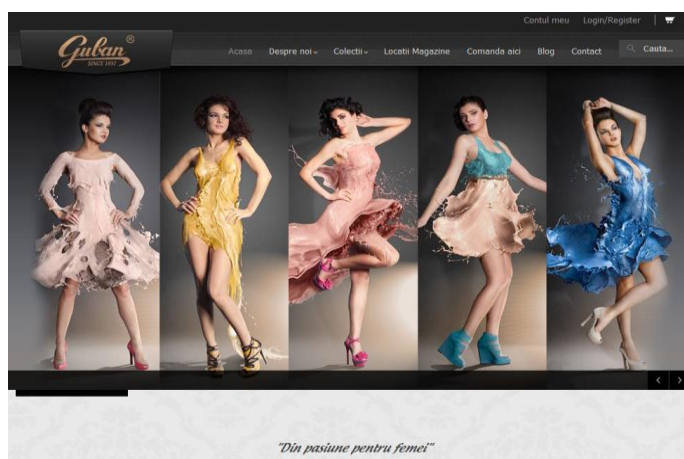 Contul meu Login/Register
Guban®
SINCE 1937
Acasa Despre noi Colectii Locatii Magazine Comanda aici Blog Contact Cauta...
"Din pasiune pentru femei"